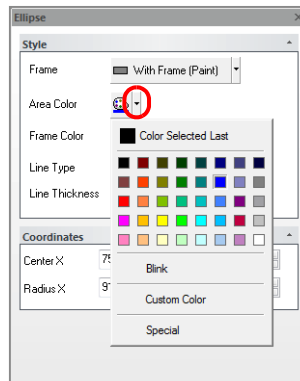 Ellipse
Style
Frame
With Frame (Paint)
Area Color
Frame Color
Color Selected Last
Line Type
Line Thickness
Coordinates
Center X
Radius X
Blink
Custom Color
Special